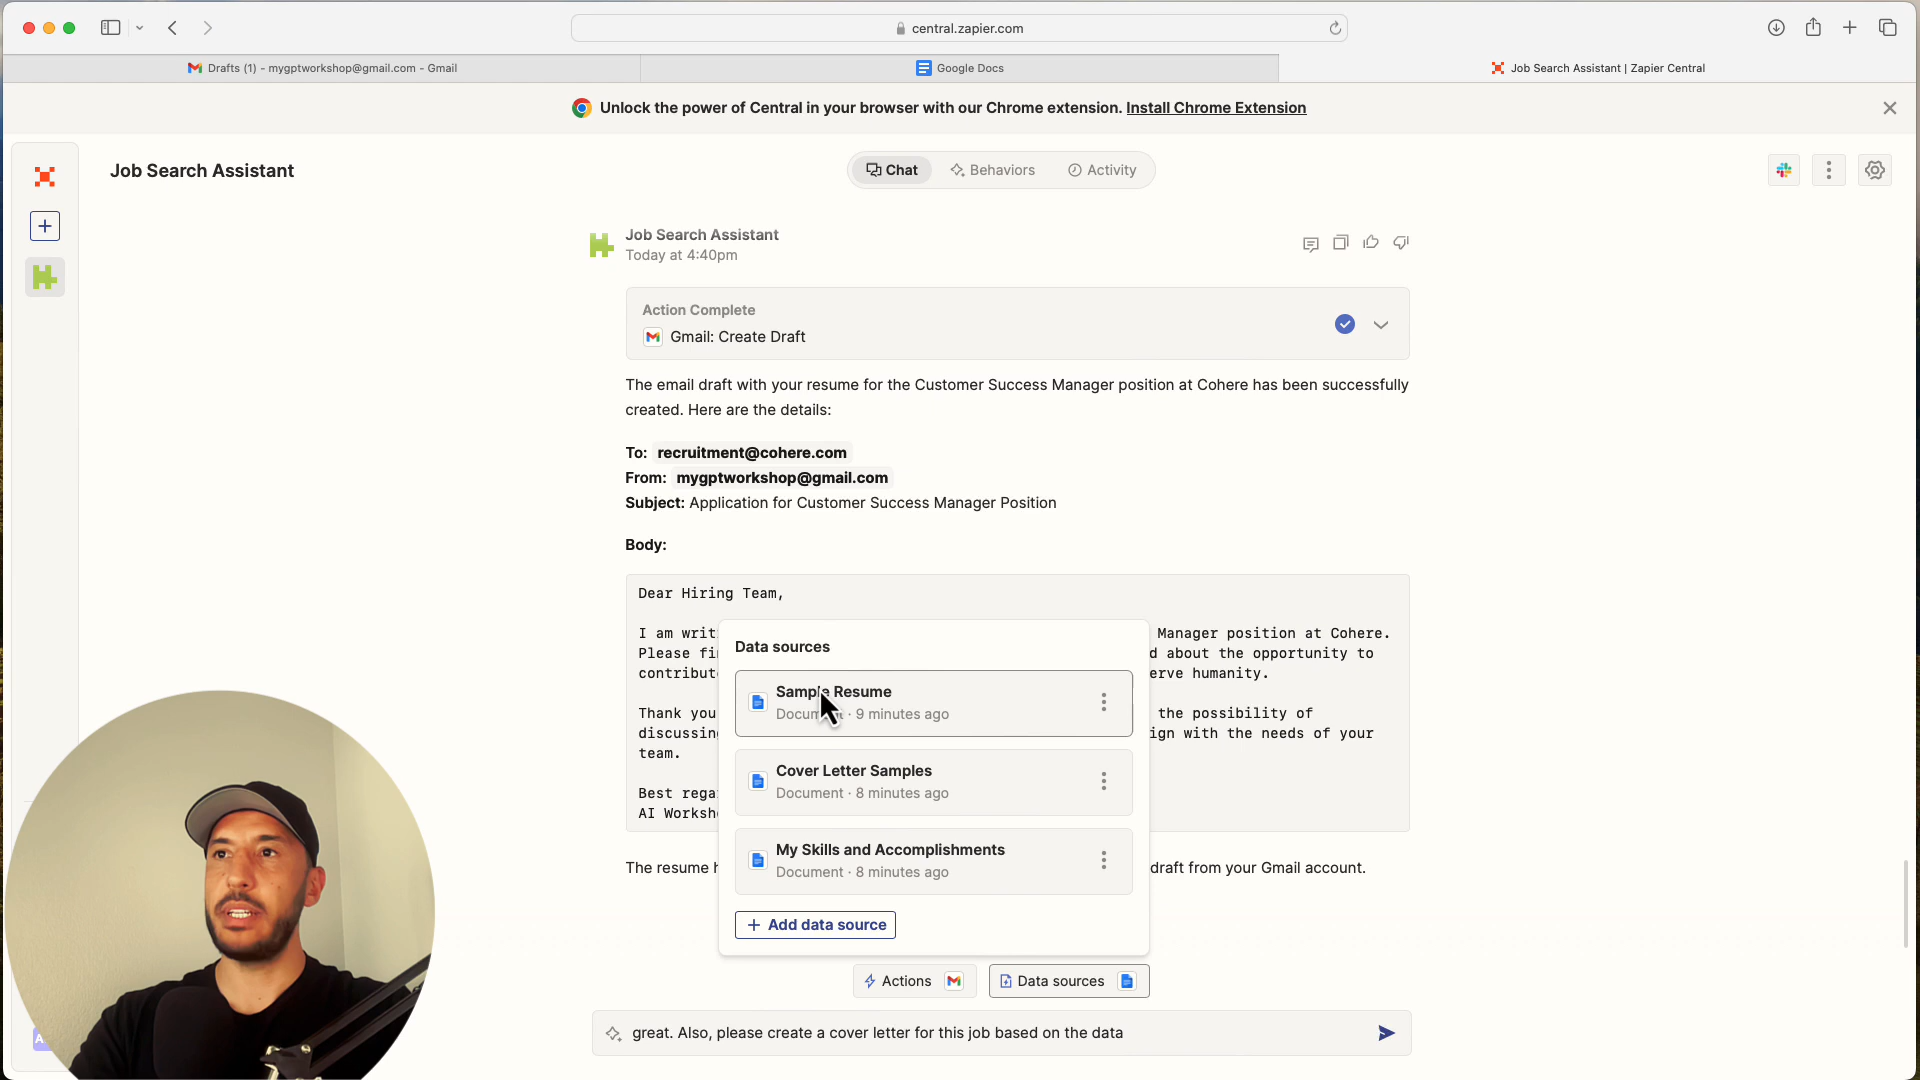 central.zapier.com
Drafts (1) - mygptworkshop@gmail.com - Gmail
Google Docs
Job Search Assistant | Zapier Central
Unlock the power of Central in your browser with our Chrome extension. Install Chrome Extension
Job Search Assistant
Chat
Behaviors
Activity
Job Search Assistant
Today at 4:40pm
Action Complete
Gmail: Create Draft
The email draft with your resume for the Customer Success Manager position at Cohere has been successfully
created. Here are the details:
To: recruitment@cohere.com
From: mygptworkshop@gmail.com
Subject: Application for Customer Success Manager Position
Body:
Dear Hiring Team,
I am writ Manager position at Cohere.
Please fi d about the opportunity to
contribut erve humanity.
Thank you the possibility of
discussin ign with the needs of your
team.
Best rega
AI Worksh
Data sources
Sample Resume
Document · 9 minutes ago
Cover Letter Samples
Document · 8 minutes ago
My Skills and Accomplishments
Document · 8 minutes ago
+ Add data source
The resume h draft from your Gmail account.
Actions
Data sources
great. Also, please create a cover letter for this job based on the data